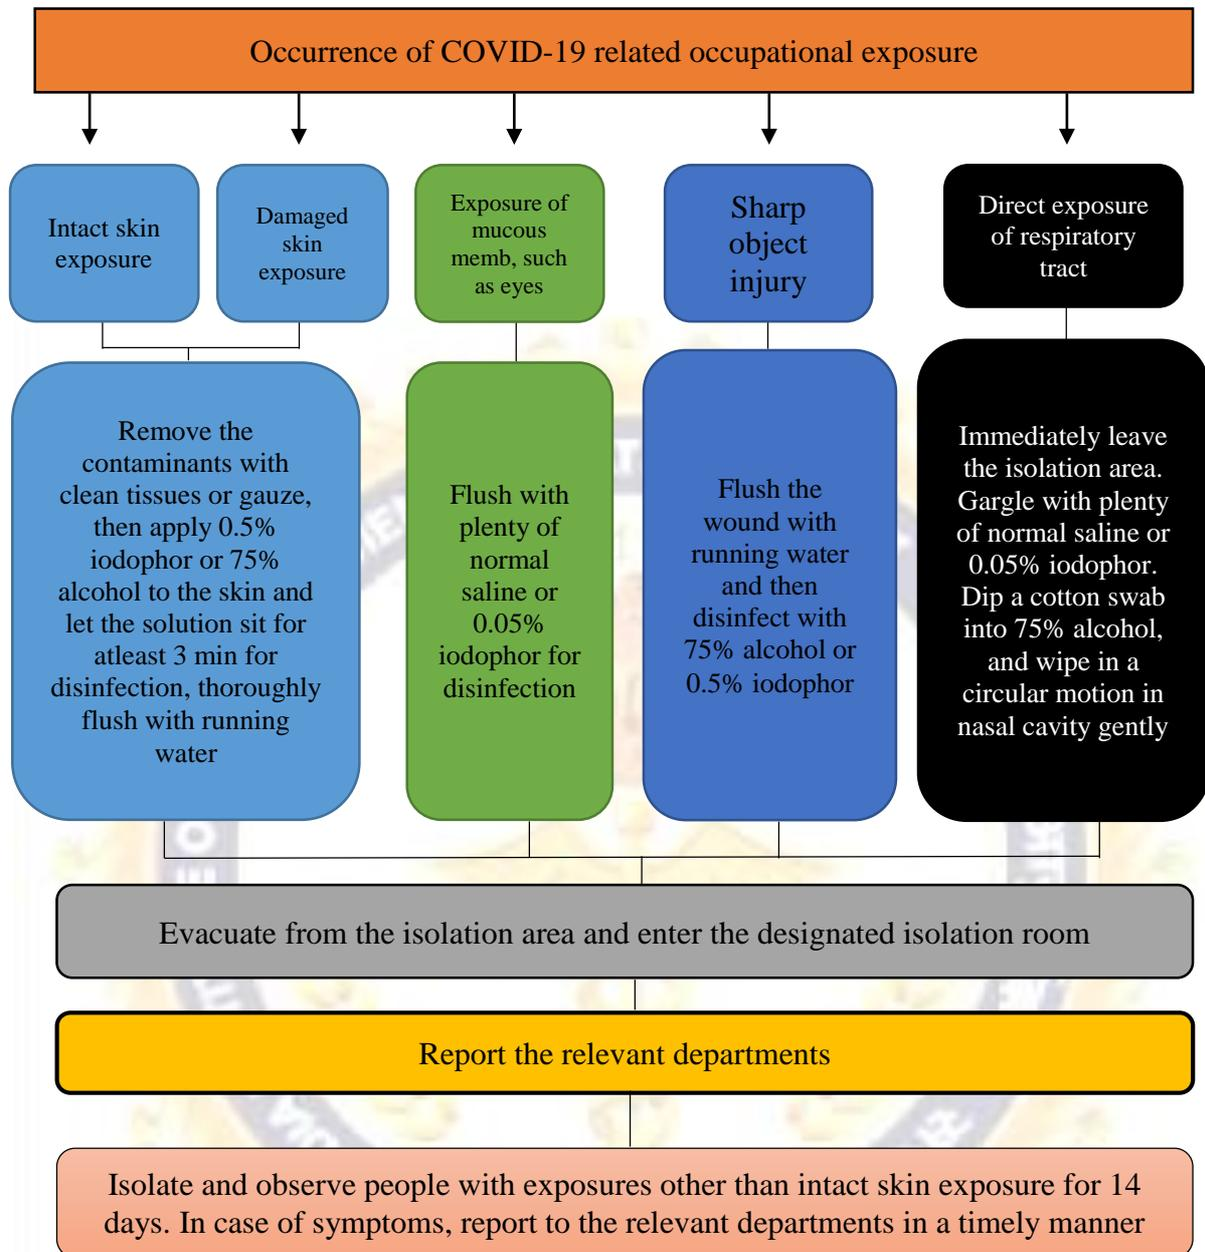 Occurrence of COVID-19 related occupational exposure
Intact skin
exposure
Damaged
skin
exposure
Exposure of
mucous
memb, such
as eyes
Sharp
object
injury
Direct exposure
of respiratory
tract
Remove the
contaminants with
clean tissues or gauze,
then apply 0.5%
iodophor or 75%
alcohol to the skin and
let the solution sit for
atleast 3 min for
disinfection, thoroughly
flush with running
water
Flush with
plenty of
normal
saline or
0.05%
iodophor for
disinfection
Flush the
wound with
running water
and then
disinfect with
75% alcohol or
0.5% iodophor
Immediately leave
the isolation area.
Gargle with plenty
of normal saline or
0.05% iodophor.
Dip a cotton swab
into 75% alcohol,
and wipe in a
circular motion in
nasal cavity gently
Evacuate from the isolation area and enter the designated isolation room
Report the relevant departments
Isolate and observe people with exposures other than intact skin exposure for 14
days. In case of symptoms, report to the relevant departments in a timely manner